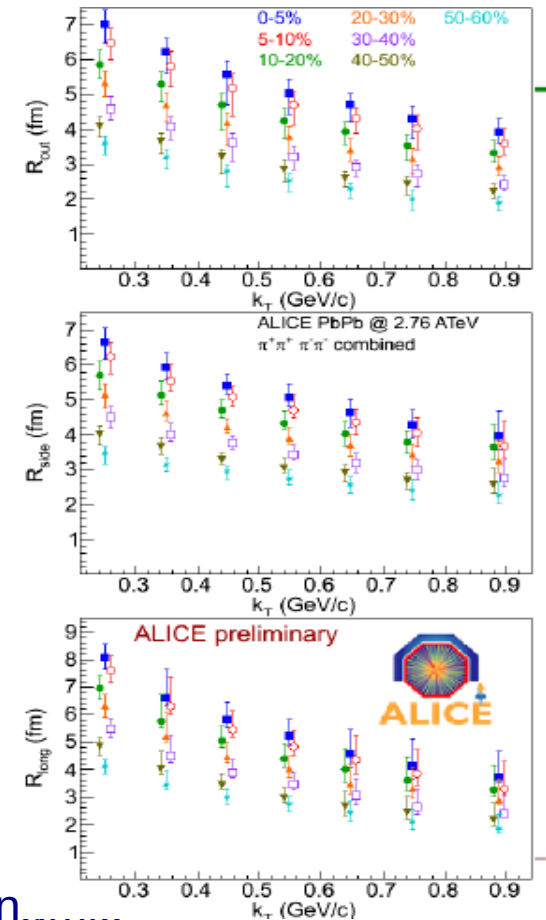 7
6
5
4
3
2
1
R_out (fm)
0-5% 20-30% 50-60%
5-10% 30-40%
10-20% 40-50%
0.3 0.4 0.5 0.6 0.7 0.8 0.9
k_T (GeV/c)
7
6
5
4
3
2
1
R_side (fm)
ALICE PbPb @ 2.76 ATeV
π⁺π⁺ π⁻π⁻ combined
0.3 0.4 0.5 0.6 0.7 0.8 0.9
k_T (GeV/c)
9
8
7
6
5
4
3
2
1
R_long (fm)
ALICE preliminary
ALICE
0.3 0.4 0.5 0.6 0.7 0.8 0.9
k_T (GeV/c)